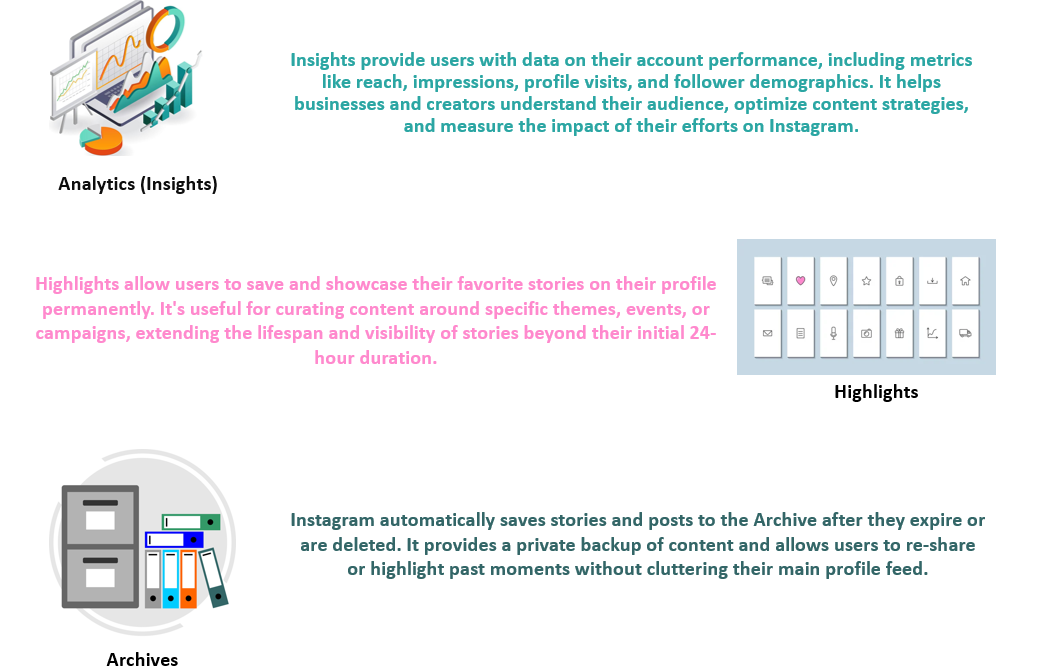 Insights provide users with data on their account performance, including metrics
like reach, impressions, profile visits, and follower demographics. It helps
businesses and creators understand their audience, optimize content strategies,
and measure the impact of their efforts on Instagram.
Analytics (Insights)
Highlights allow users to save and showcase their favorite stories on their profile
permanently. It's useful for curating content around specific themes, events, or
campaigns, extending the lifespan and visibility of stories beyond their initial 24-
hour duration.
Highlights
Instagram automatically saves stories and posts to the Archive after they expire or
are deleted. It provides a private backup of content and allows users to re-share
or highlight past moments without cluttering their main profile feed.
Archives